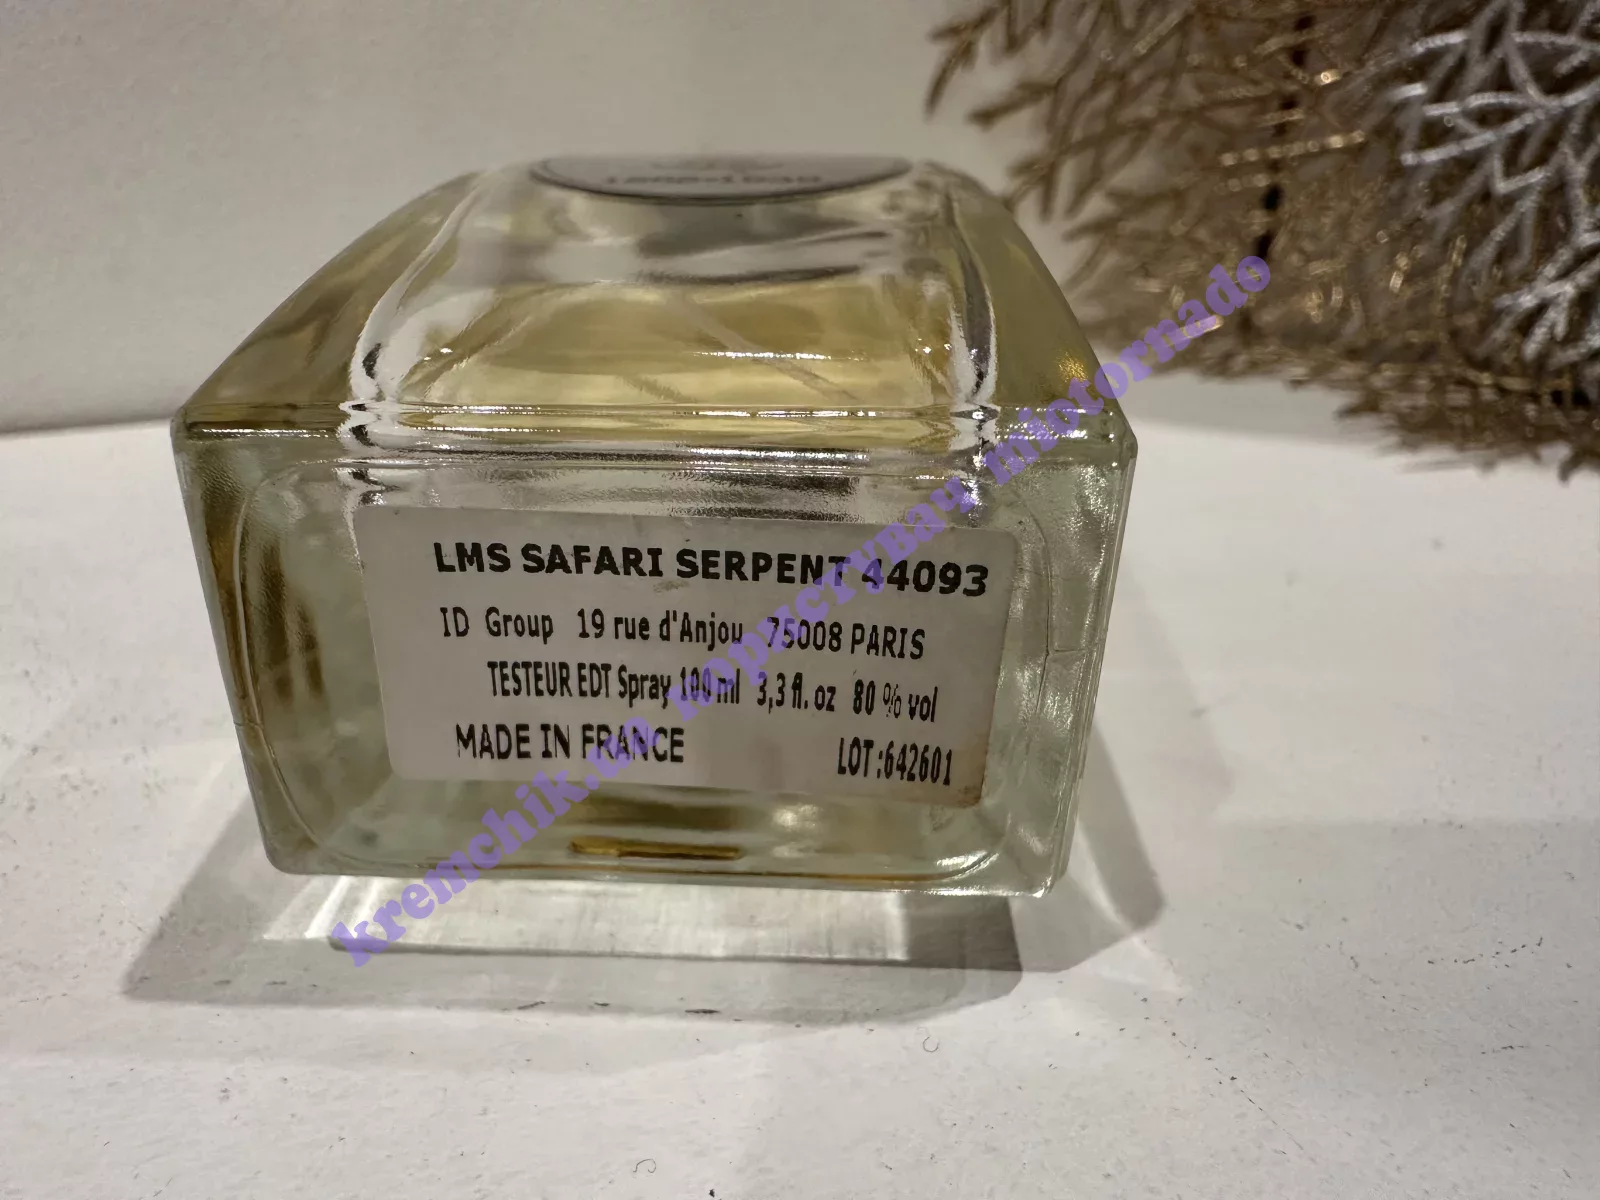 LMS SAFARI SERPENT 44093
ID Group 19 rue d'Anjou 75008 PARIS
TESTEUR EDT Spray 100 ml 3,3 fl. oz 80 % vol
MADE IN FRANCE LOT:642601
kremchik.ua користувач miotornado